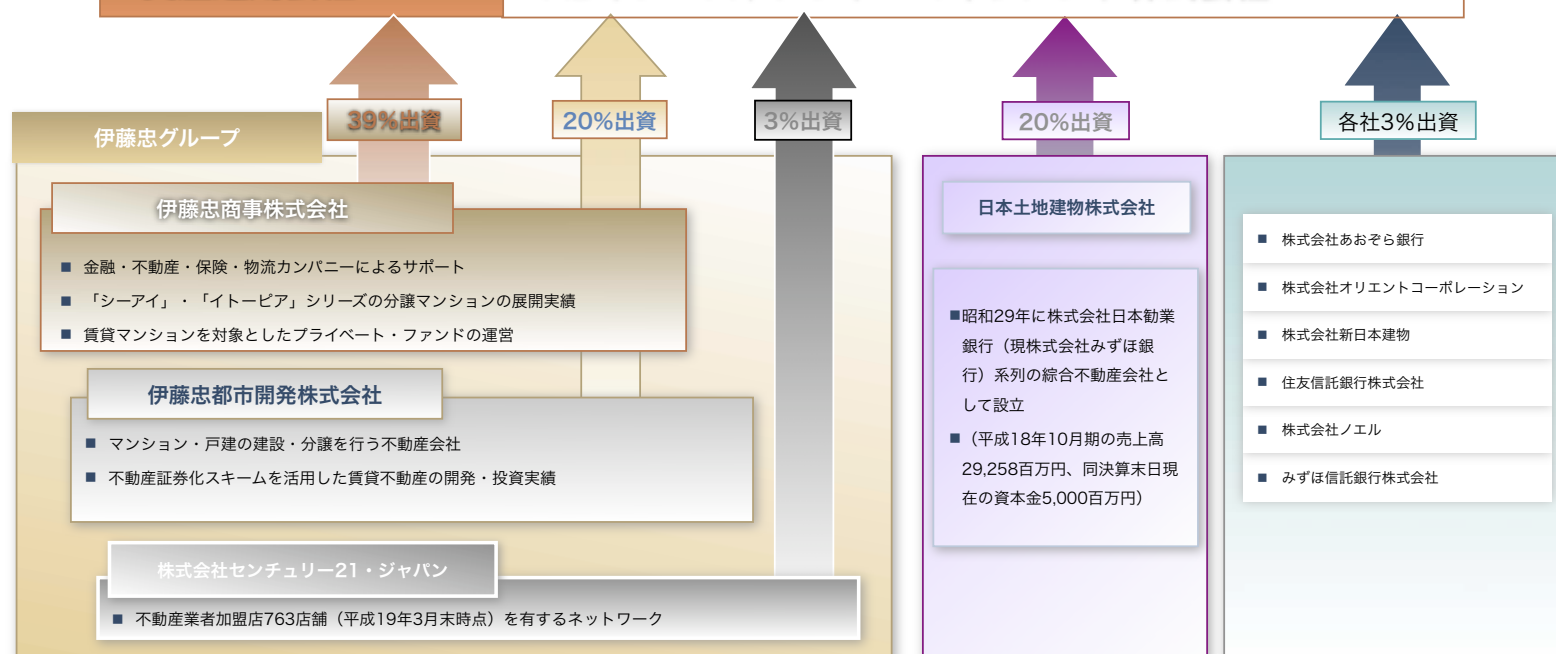 39%出資
20%出資
3%出資
20%出資
各社3%出資
伊藤忠グループ
伊藤忠商事株式会社
■ 金融・不動産・保険・物流カンパニーによるサポート
■ 「シーアイ」・「イトーピア」シリーズの分譲マンションの展開実績
■ 賃貸マンションを対象としたプライベート・ファンドの運営
伊藤忠都市開発株式会社
■ マンション・戸建の建設・分譲を行う不動産会社
■ 不動産証券化スキームを活用した賃貸不動産の開発・投資実績
株式会社センチュリー21・ジャパン
■ 不動産業者加盟店763店舗（平成19年3月末時点）を有するネットワーク
日本土地建物株式会社
■昭和29年に株式会社日本勧業
銀行（現株式会社みずほ銀
行）系列の綜合不動産会社と
して設立
■（平成18年10月期の売上高
29,258百万円、同決算末日現
在の資本金5,000百万円）
■ 株式会社あおぞら銀行
■ 株式会社オリエントコーポレーション
■ 株式会社新日本建物
■ 住友信託銀行株式会社
■ 株式会社ノエル
■ みずほ信託銀行株式会社